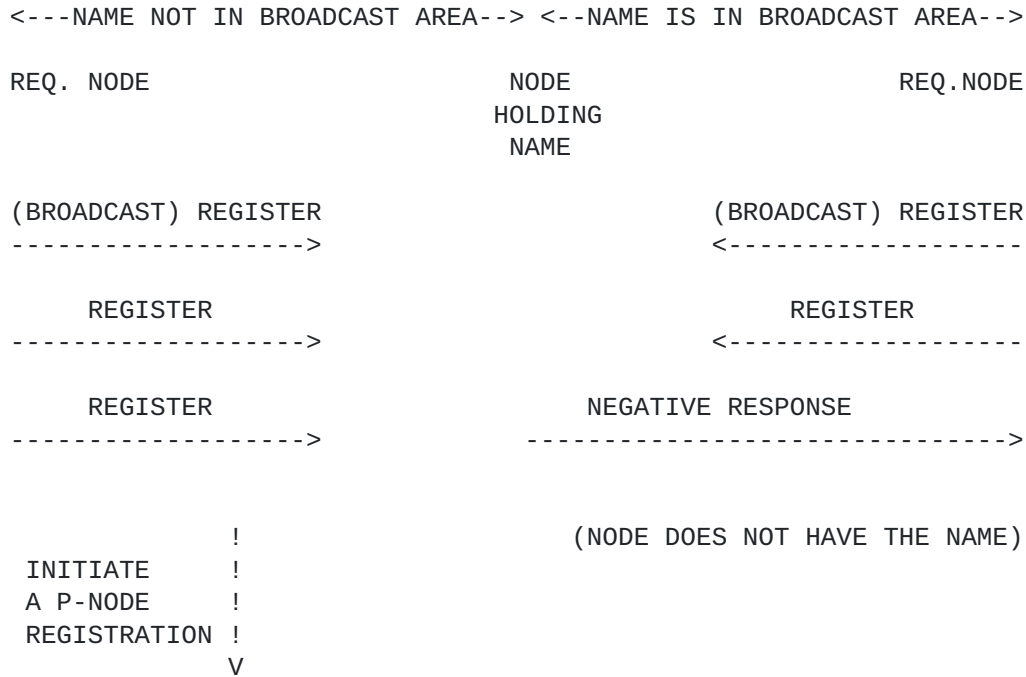 <---NAME NOT IN BROADCAST AREA--> <--NAME IS IN BROADCAST AREA-->
REQ. NODE                       NODE                     REQ.NODE
                               HOLDING
                                NAME
(BROADCAST) REGISTER                         (BROADCAST) REGISTER
------------------->                         <-------------------
     REGISTER                                     REGISTER
------------------->                         <-------------------
     REGISTER                        NEGATIVE RESPONSE
------------------->             ------------------------------->
              !                     (NODE DOES NOT HAVE THE NAME)
 INITIATE     !
 A P-NODE     !
 REGISTRATION !
              V